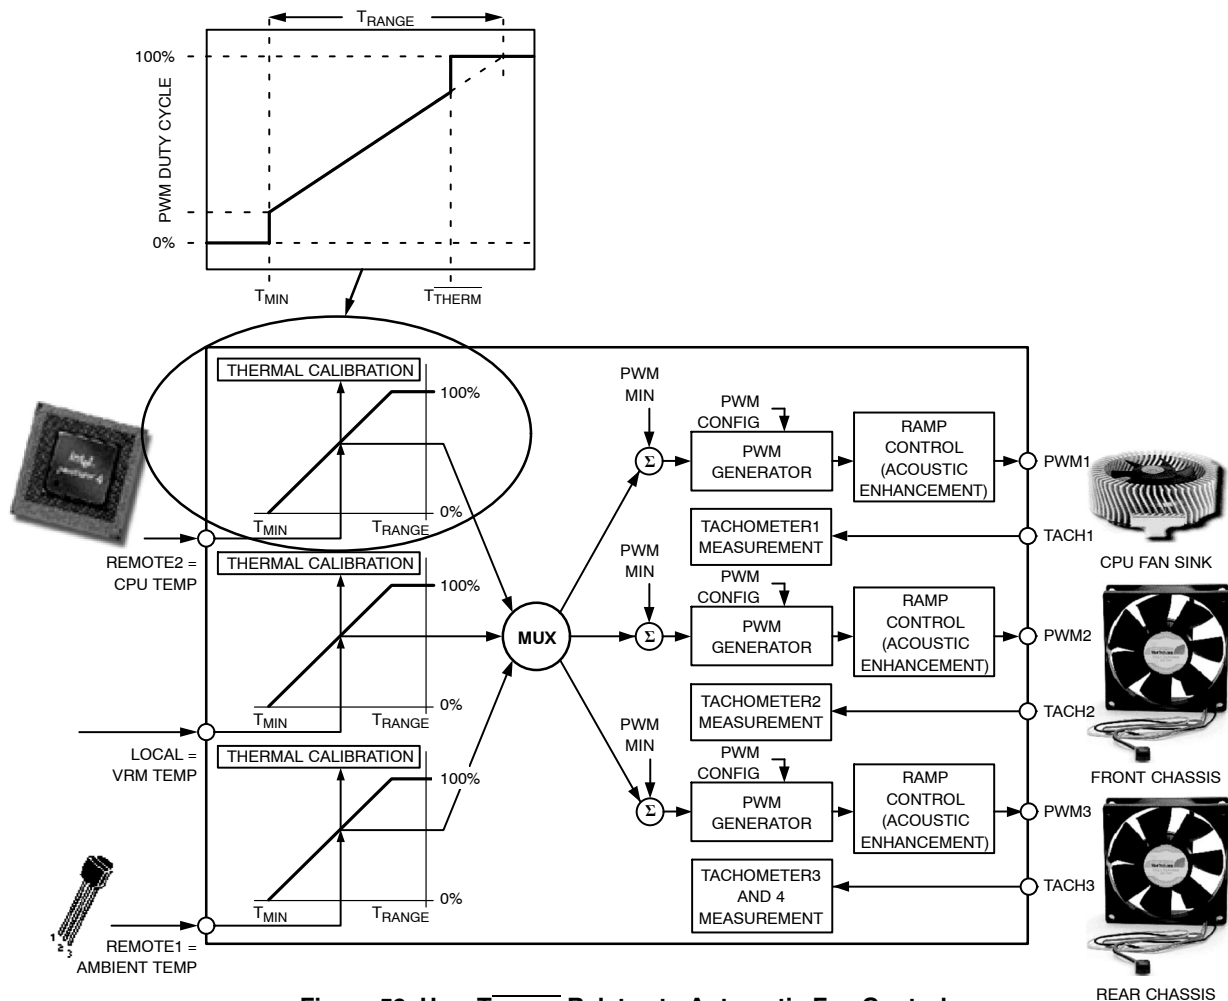 TRANGE
100%
PWM DUTY CYCLE
0%
TMIN
TTHERM
THERMAL CALIBRATION
100%
0%
TMIN
TRANGE
REMOTE2 =
CPU TEMP
THERMAL CALIBRATION
100%
0%
TMIN
TRANGE
LOCAL =
VRM TEMP
THERMAL CALIBRATION
100%
0%
TMIN
TRANGE
1
2
3
REMOTE1 =
AMBIENT TEMP
MUX
PWM
MIN
Σ
PWM
CONFIG
PWM
GENERATOR
RAMP
CONTROL
(ACOUSTIC
ENHANCEMENT)
PWM1
TACHOMETER1
MEASUREMENT
TACH1
CPU FAN SINK
PWM
MIN
Σ
PWM
CONFIG
PWM
GENERATOR
RAMP
CONTROL
(ACOUSTIC
ENHANCEMENT)
PWM2
TACHOMETER2
MEASUREMENT
TACH2
FRONT CHASSIS
PWM
MIN
Σ
PWM
CONFIG
PWM
GENERATOR
RAMP
CONTROL
(ACOUSTIC
ENHANCEMENT)
PWM3
TACHOMETER3
AND 4
MEASUREMENT
TACH3
REAR CHASSIS